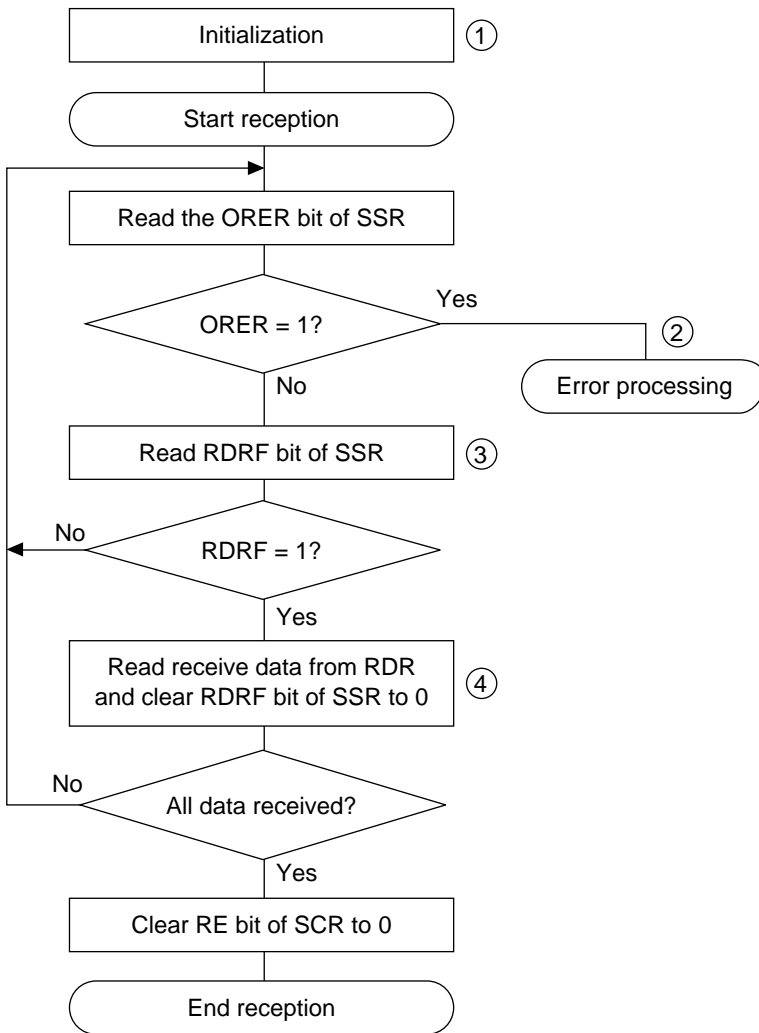 Initialization
1
Start reception
Read the ORER bit of SSR
Yes
ORER = 1?
2
Error processing
No
Read RDRF bit of SSR
3
No
RDRF = 1?
Yes
Read receive data from RDR
and clear RDRF bit of SSR to 0
4
No
All data received?
Yes
Clear RE bit of SCR to 0
End reception